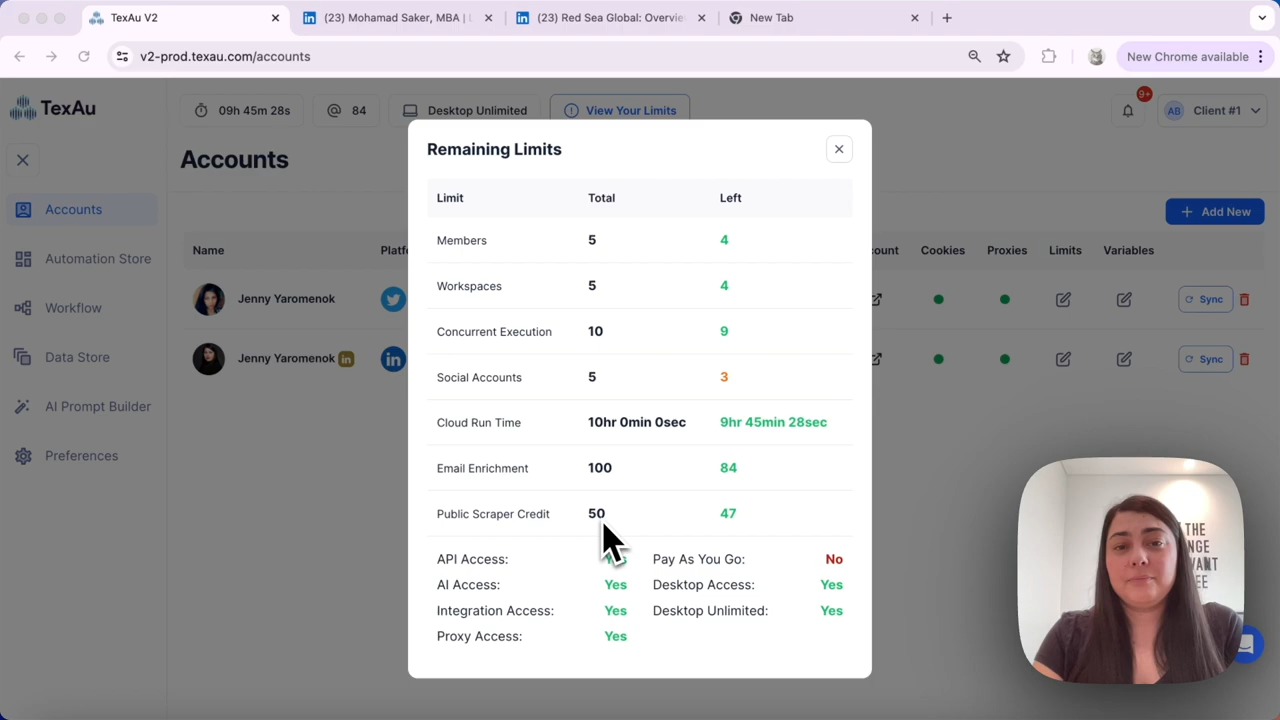 TexAu V2
(23) Mohamad Saker, MBA | L
(23) Red Sea Global: Overvie
New Tab
v2-prod.texau.com/accounts
New Chrome available
TexAu
09h 45m 28s
84
Desktop Unlimited
View Your Limits
9+
AB
Client #1
Accounts
Accounts
Automation Store
Workflow
Data Store
AI Prompt Builder
Preferences
Add New
Name
Platf
Cookies
Proxies
Limits
Variables
Jenny Yaromenok
Sync
Jenny Yaromenok in
Sync
Remaining Limits
Limit Total Left
Members 5 4
Workspaces 5 4
Concurrent Execution 10 9
Social Accounts 5 3
Cloud Run Time 10hr 0min 0sec 9hr 45min 28sec
Email Enrichment 100 84
Public Scraper Credit 50 47
API Access: Pay As You Go: No
AI Access: Yes Desktop Access: Yes
Integration Access: Yes Desktop Unlimited: Yes
Proxy Access: Yes